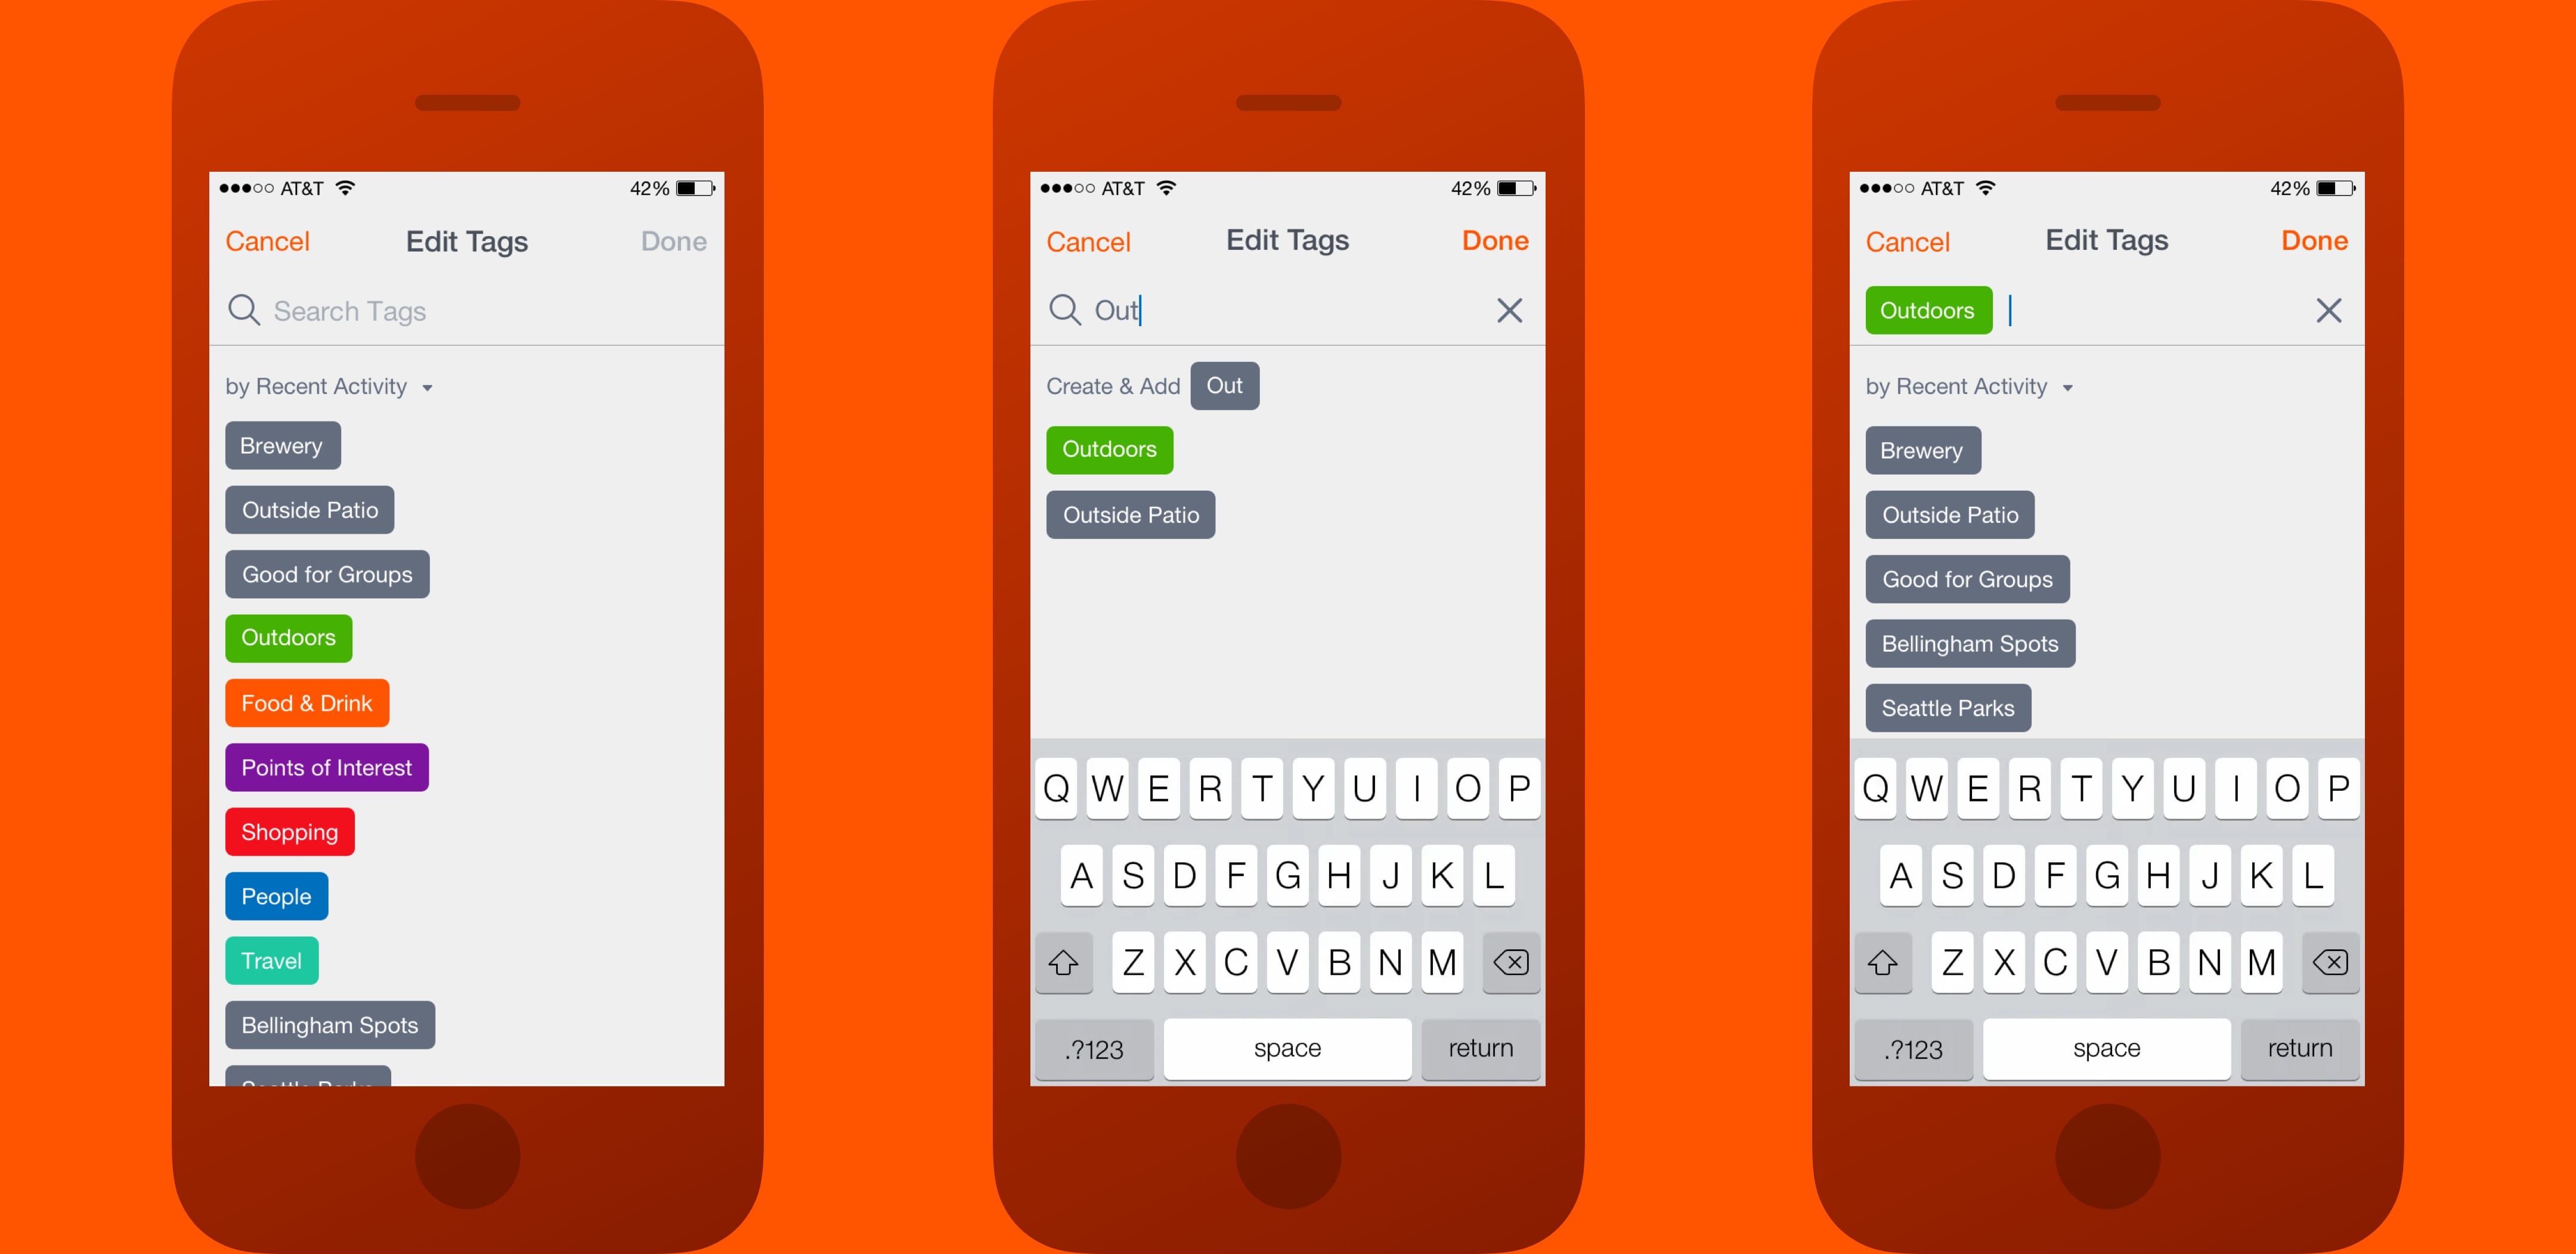 AT&T 42%
Cancel Edit Tags Done
Search Tags
by Recent Activity
Brewery
Outside Patio
Good for Groups
Outdoors
Food & Drink
Points of Interest
Shopping
People
Travel
Bellingham Spots
AT&T 42%
Cancel Edit Tags Done
Out
Create & Add Out
Outdoors
Outside Patio
Q W E R T Y U I O P
A S D F G H J K L
Z X C V B N M
.?123 space return
AT&T 42%
Cancel Edit Tags Done
Outdoors
by Recent Activity
Brewery
Outside Patio
Good for Groups
Bellingham Spots
Seattle Parks
Q W E R T Y U I O P
A S D F G H J K L
Z X C V B N M
.?123 space return